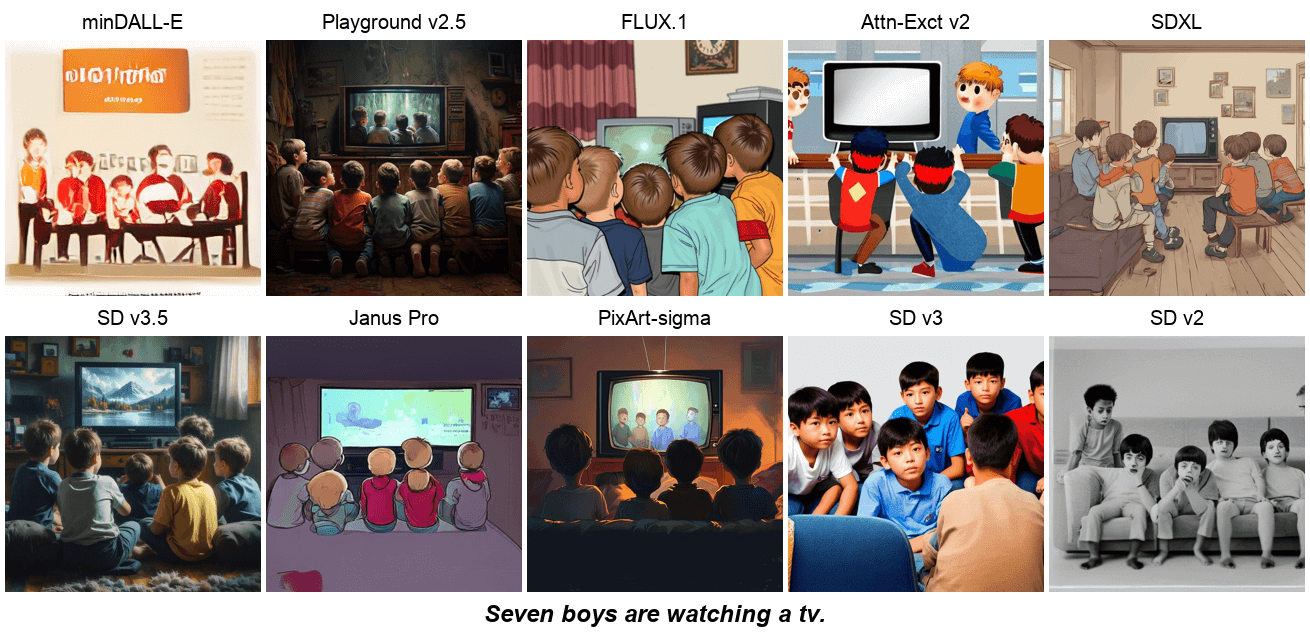 minDALL-E
Playground v2.5
FLUX.1
Attn-Exct v2
SDXL
SD v3.5
Janus Pro
PixArt-sigma
SD v3
SD v2
Seven boys are watching a tv.